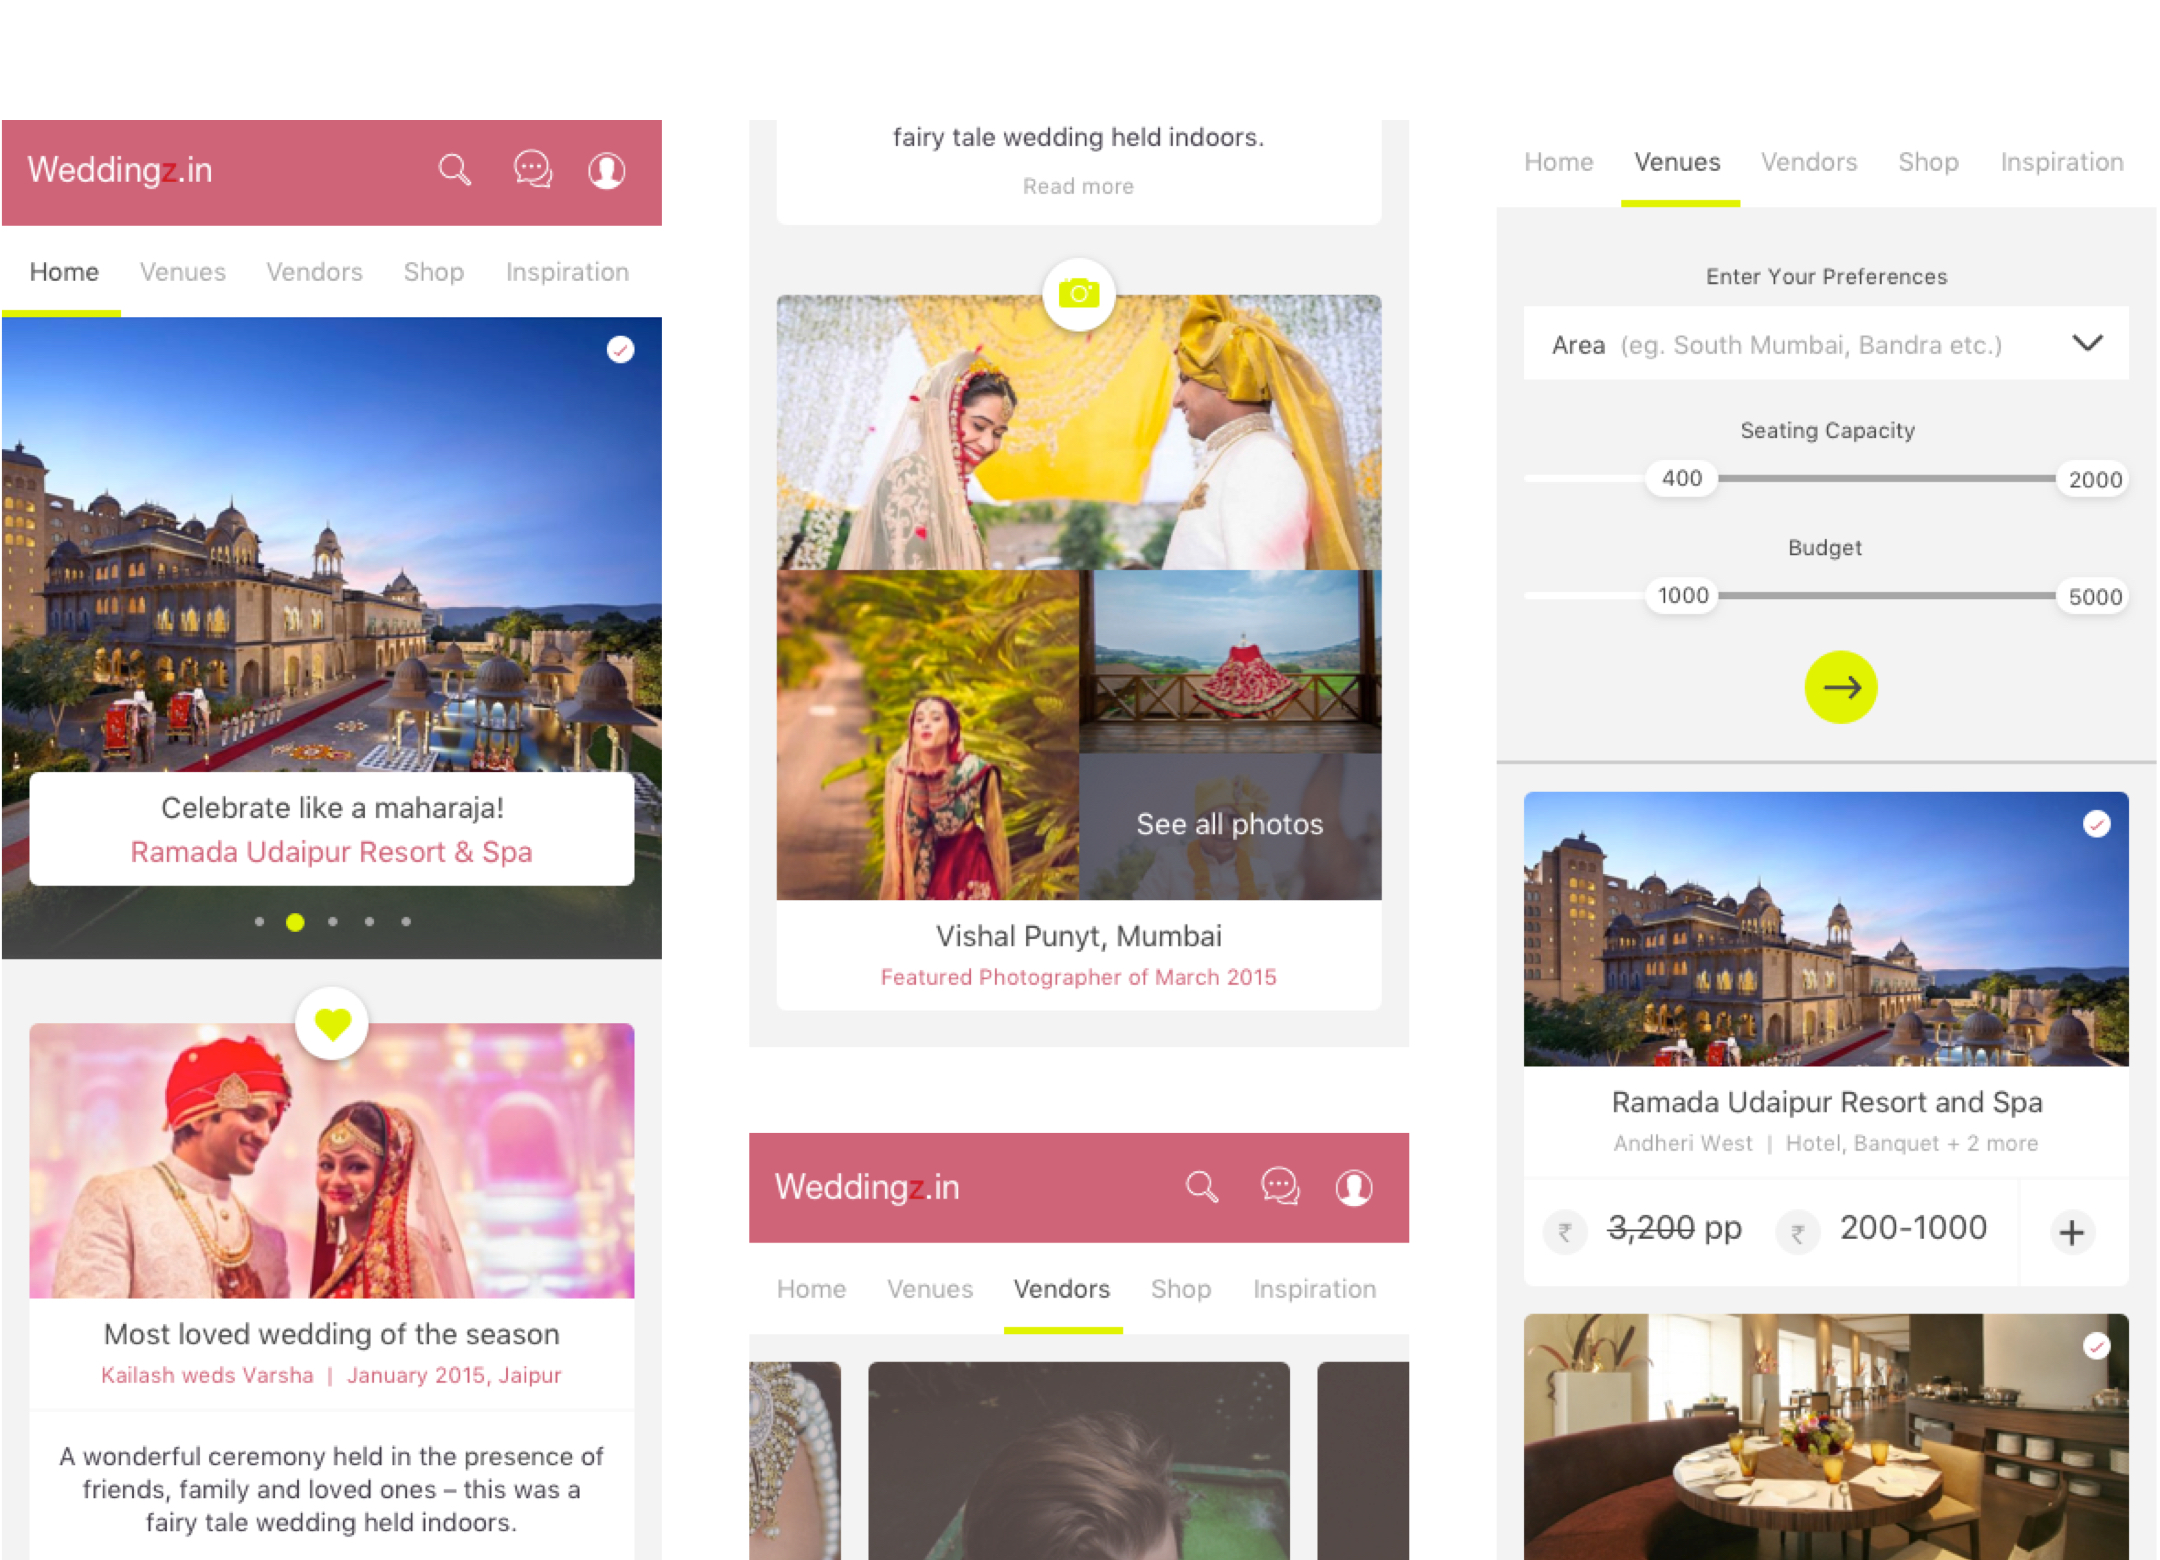 Weddingz.in
Home Venues Vendors Shop Inspiration
Celebrate like a maharaja!
Ramada Udaipur Resort & Spa
Most loved wedding of the season
Kailash weds Varsha | January 2015, Jaipur
A wonderful ceremony held in the presence of
friends, family and loved ones – this was a
fairy tale wedding held indoors.
fairy tale wedding held indoors.
Read more
See all photos
Vishal Punyt, Mumbai
Featured Photographer of March 2015
Weddingz.in
Home Venues Vendors Shop Inspiration
Home Venues Vendors Shop Inspiration
Enter Your Preferences
Area (eg. South Mumbai, Bandra etc.)
Seating Capacity
400 2000
Budget
1000 5000
Ramada Udaipur Resort and Spa
Andheri West | Hotel, Banquet + 2 more
₹ 3,200 pp ₹ 200-1000 +